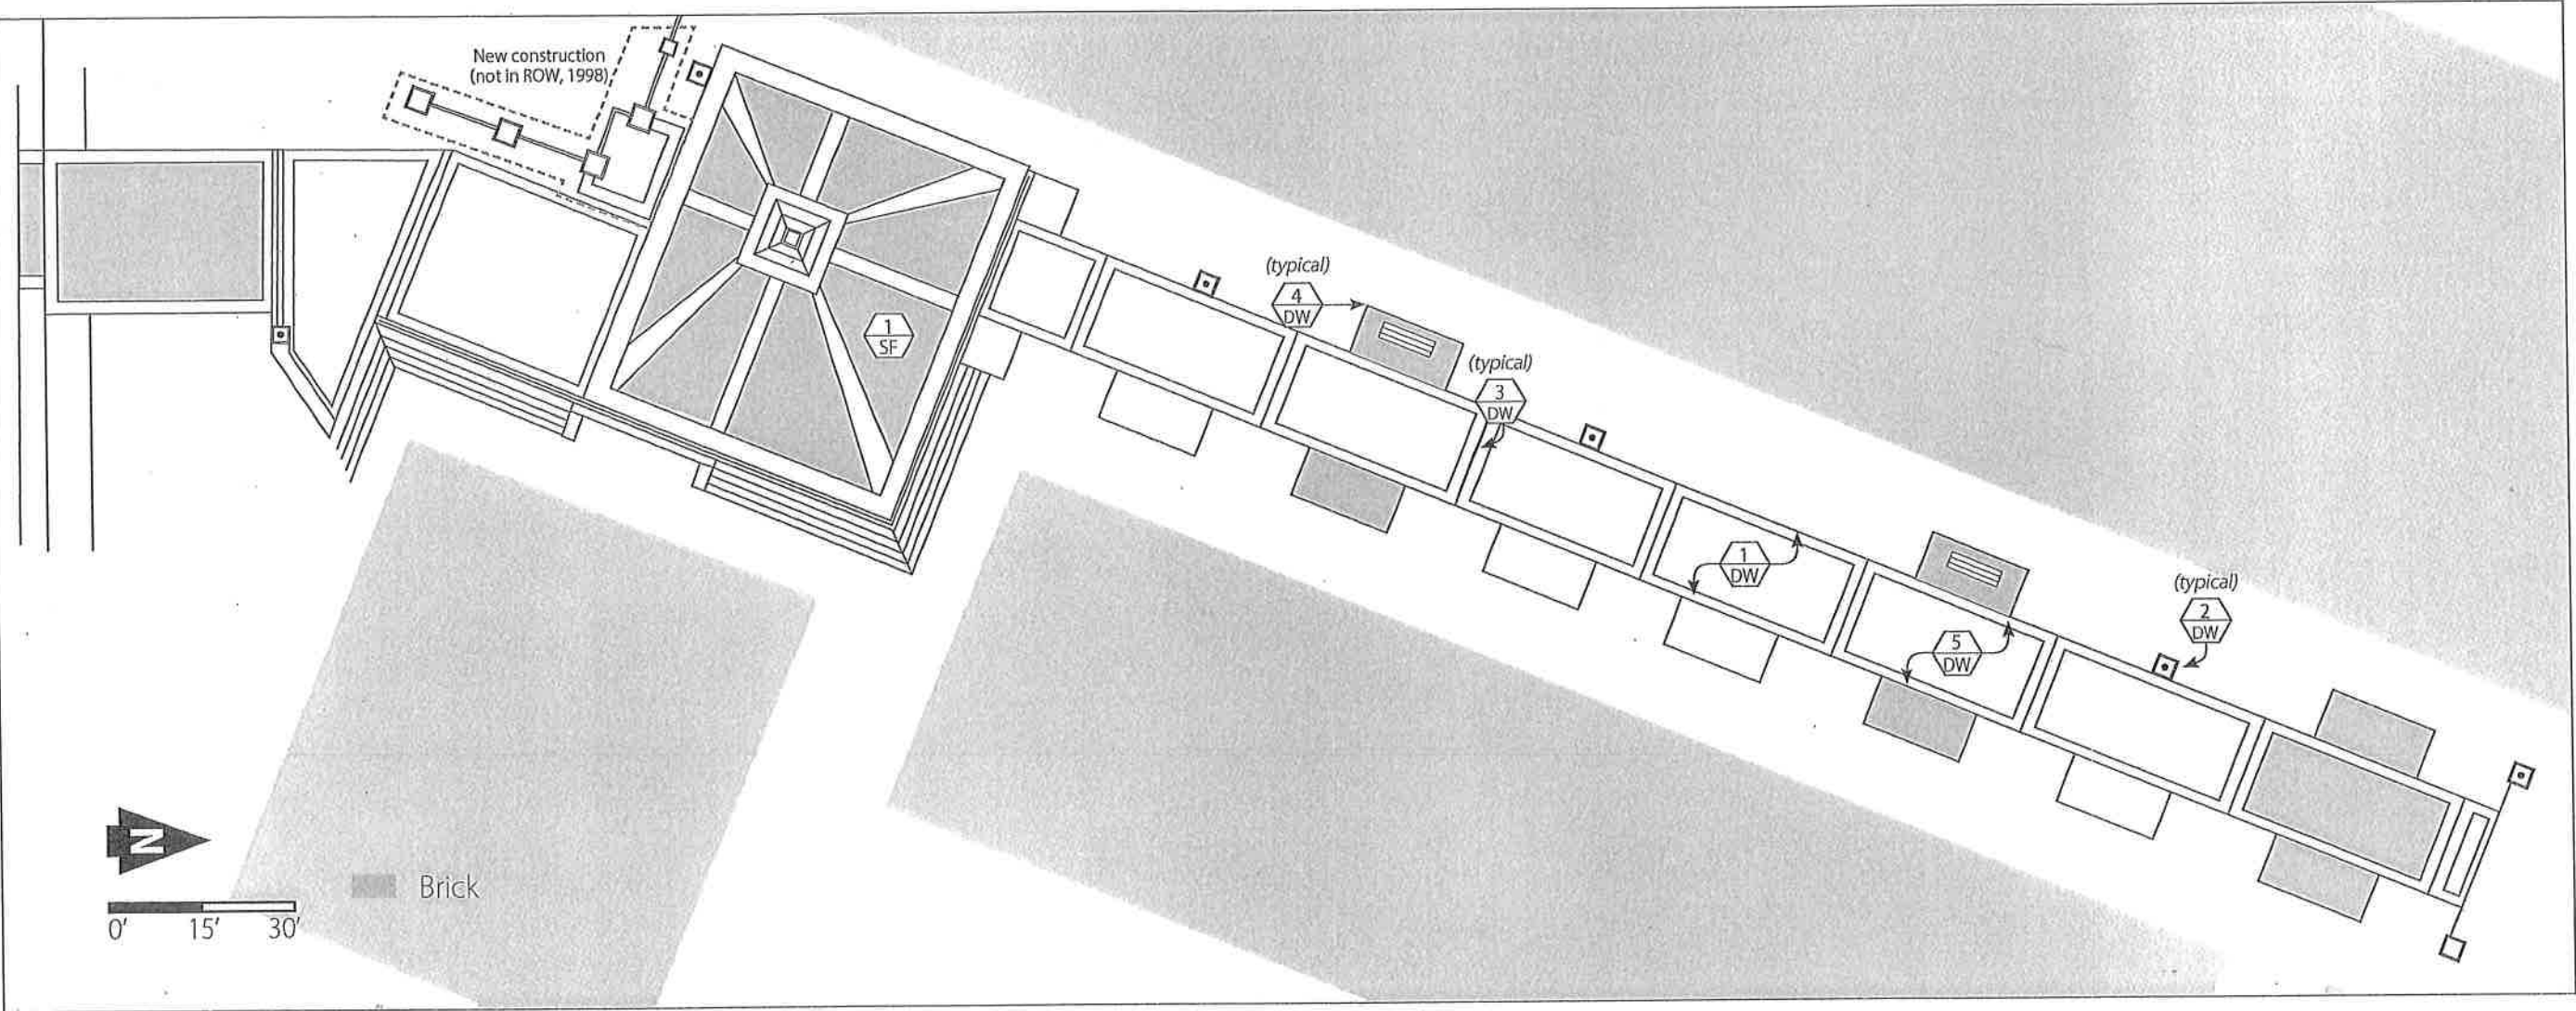 New construction
(not in ROW, 1998)
(typical)
4
DW
(typical)
3
DW
1
SF
1
DW
5
DW
(typical)
2
DW
N
Brick
0' 15' 30'